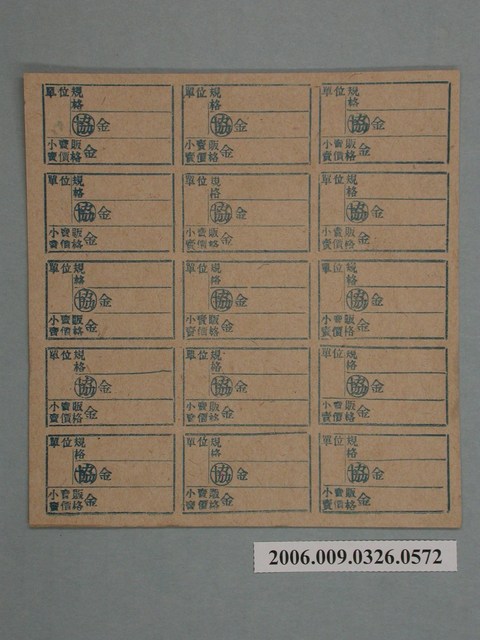 單位 規格
協 金
小賣販賣價格 金
單位 規格
協 金
小賣販賣價格 金
單位 規格
協 金
小賣販賣價格 金
單位 規格
協 金
小賣販賣價格 金
單位 規格
協 金
小賣販賣價格 金
單位 規格
協 金
小賣販賣價格 金
單位 規格
協 金
小賣販賣價格 金
單位 規格
協 金
小賣販賣價格 金
單位 規格
協 金
小賣販賣價格 金
單位 規格
協 金
小賣販賣價格 金
單位 規格
協 金
小賣販賣價格 金
單位 規格
協 金
小賣販賣價格 金
單位 規格
協 金
小賣販賣價格 金
單位 規格
協 金
小賣販賣價格 金
單位 規格
協 金
小賣販賣價格 金
2006.009.0326.0572